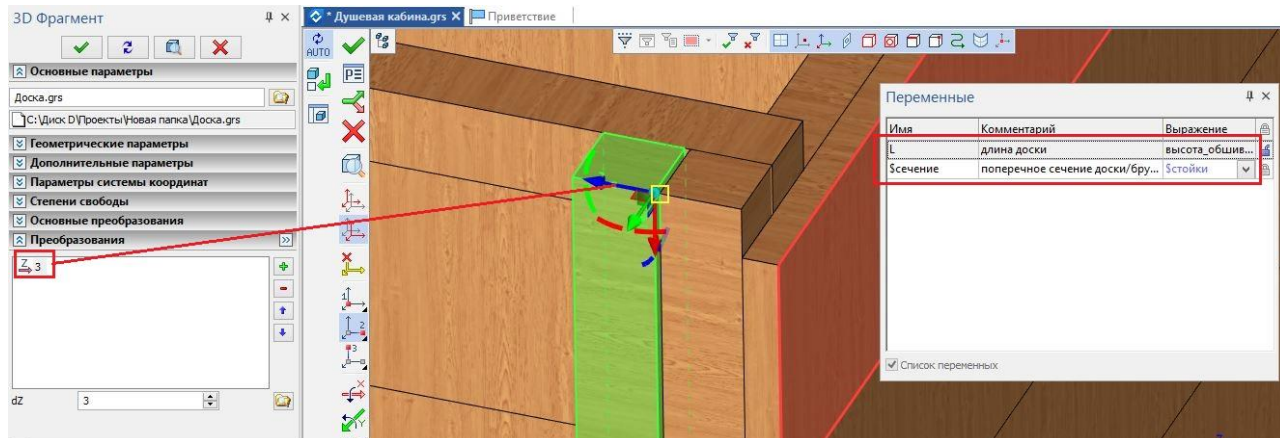 3D Фрагмент
Основные параметры
Доска.grs
C:\Диск D\Проекты\Новая папка\Доска.grs
Геометрические параметры
Дополнительные параметры
Параметры системы координат
Степени свободы
Основные преобразования
Преобразования
Z 3
dZ 3
* Душевая кабина.grs X Приветствие
AUTO
Переменные
Имя Комментарий Выражение
L длина доски высота_обшив...
$сечение поперечное сечение доски/бру... $стойки
Список переменных